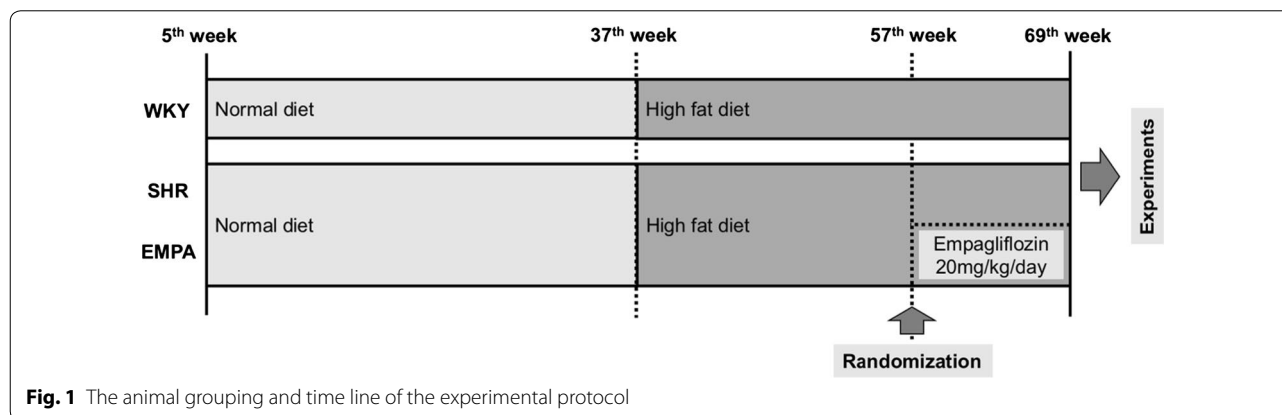 5th week 37th week 57th week 69th week
WKY Normal diet High fat diet
SHR
Normal diet High fat diet
EMPA
Empagliflozin
20mg/kg/day
Experiments
Randomization
Fig. 1 The animal grouping and time line of the experimental protocol